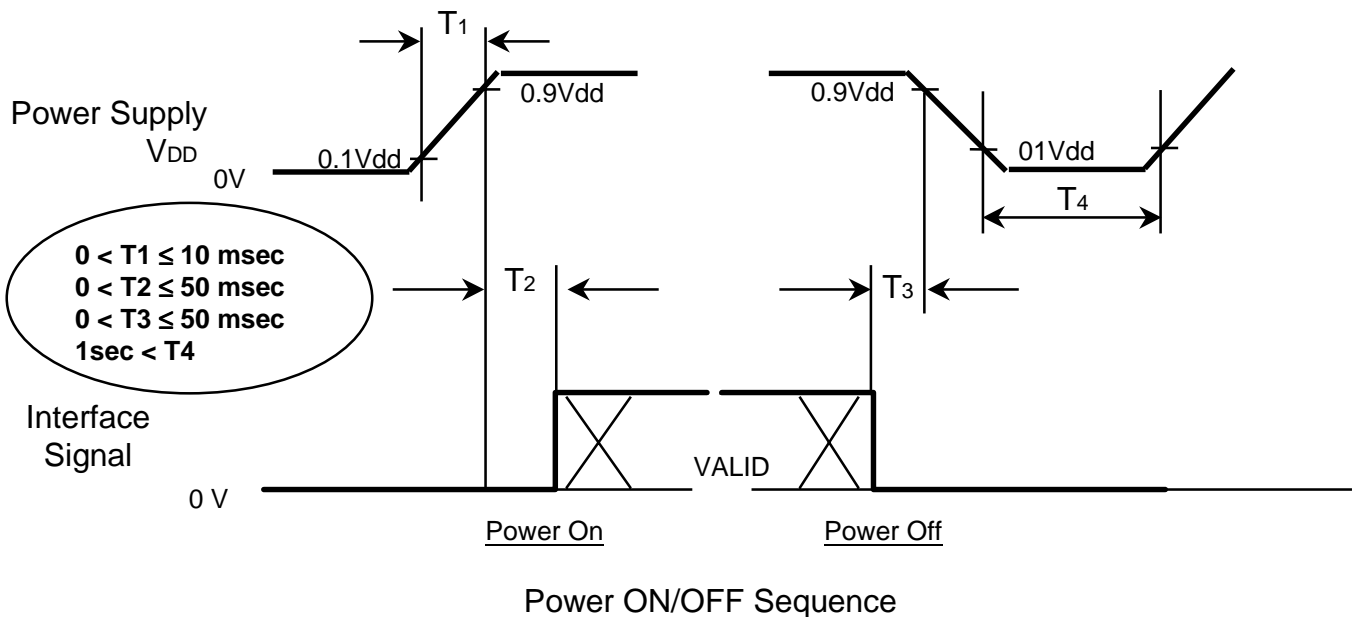 T1
0.9Vdd
0.9Vdd
Power Supply
VDD
0.1Vdd
01Vdd
0V
T4
0 < T1 ≤ 10 msec
0 < T2 ≤ 50 msec
0 < T3 ≤ 50 msec
1sec < T4
T2
T3
Interface
Signal
VALID
0 V
Power On
Power Off
Power ON/OFF Sequence